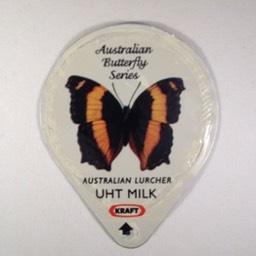 Australian
Butterfly
Series
AUSTRALIAN LURCHER
UHT MILK
KRAFT